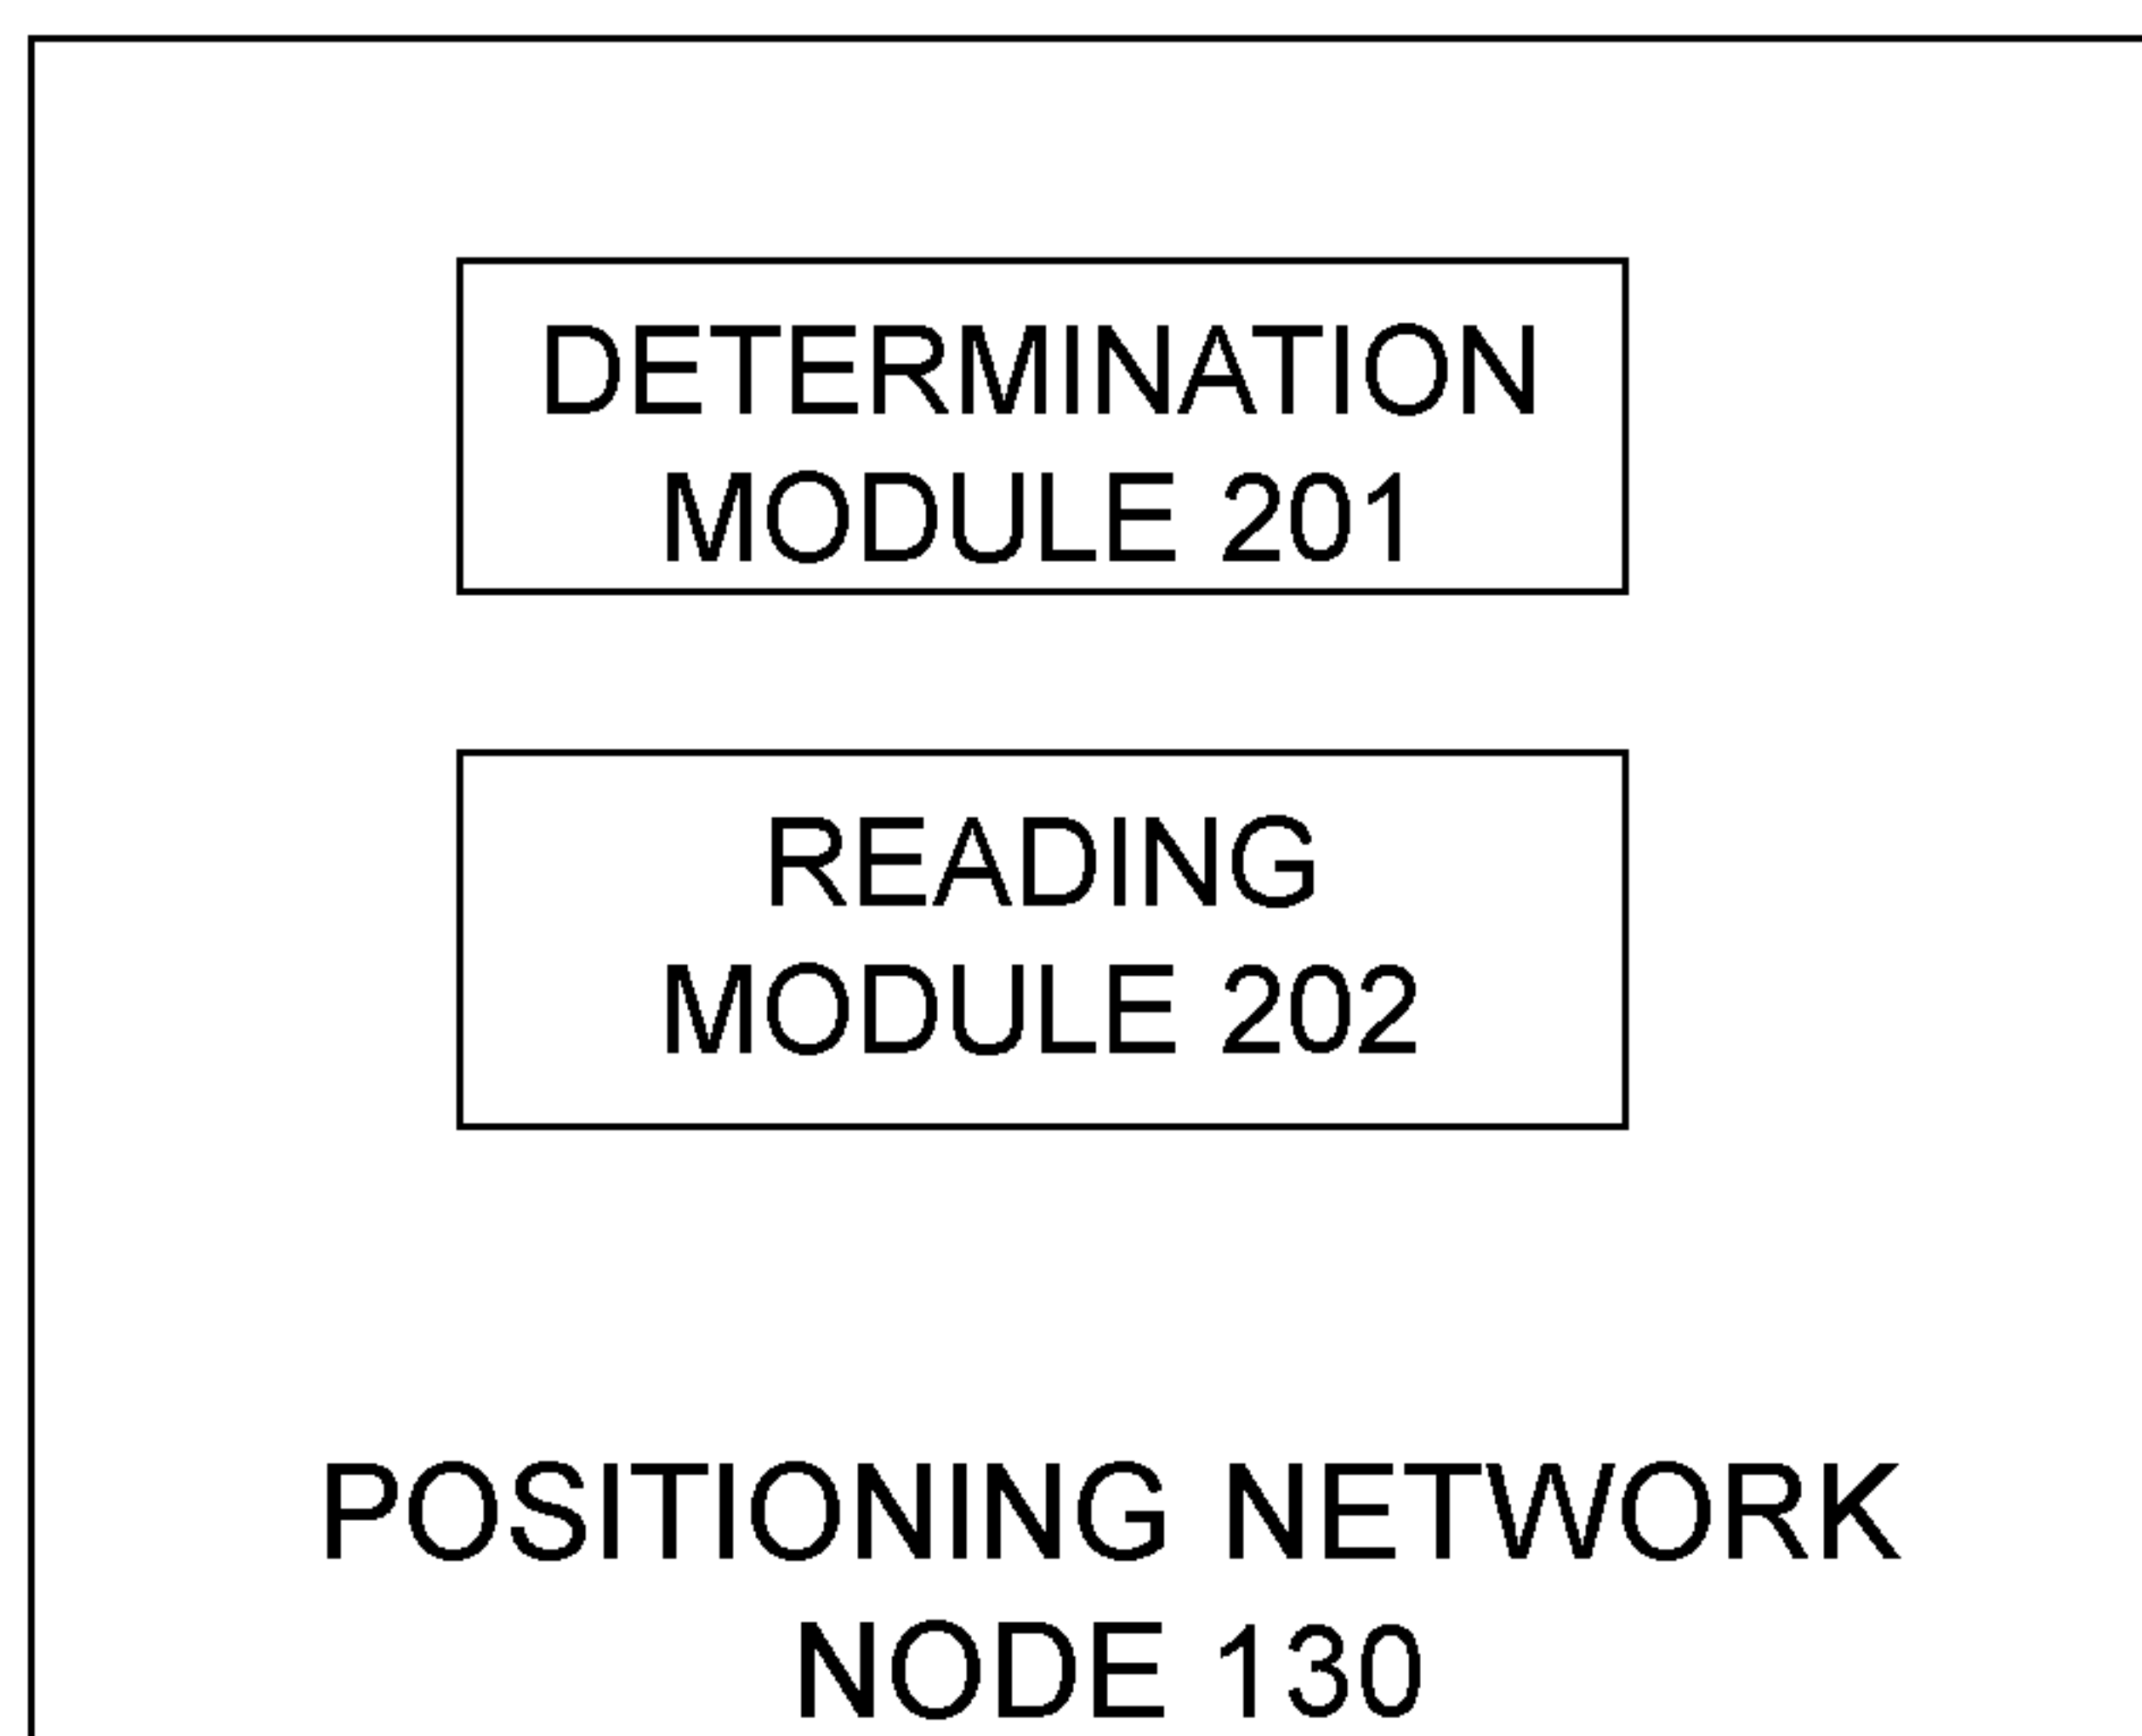 DETERMINATION
MODULE 201
READING
MODULE 202
POSITIONING NETWORK
NODE 130